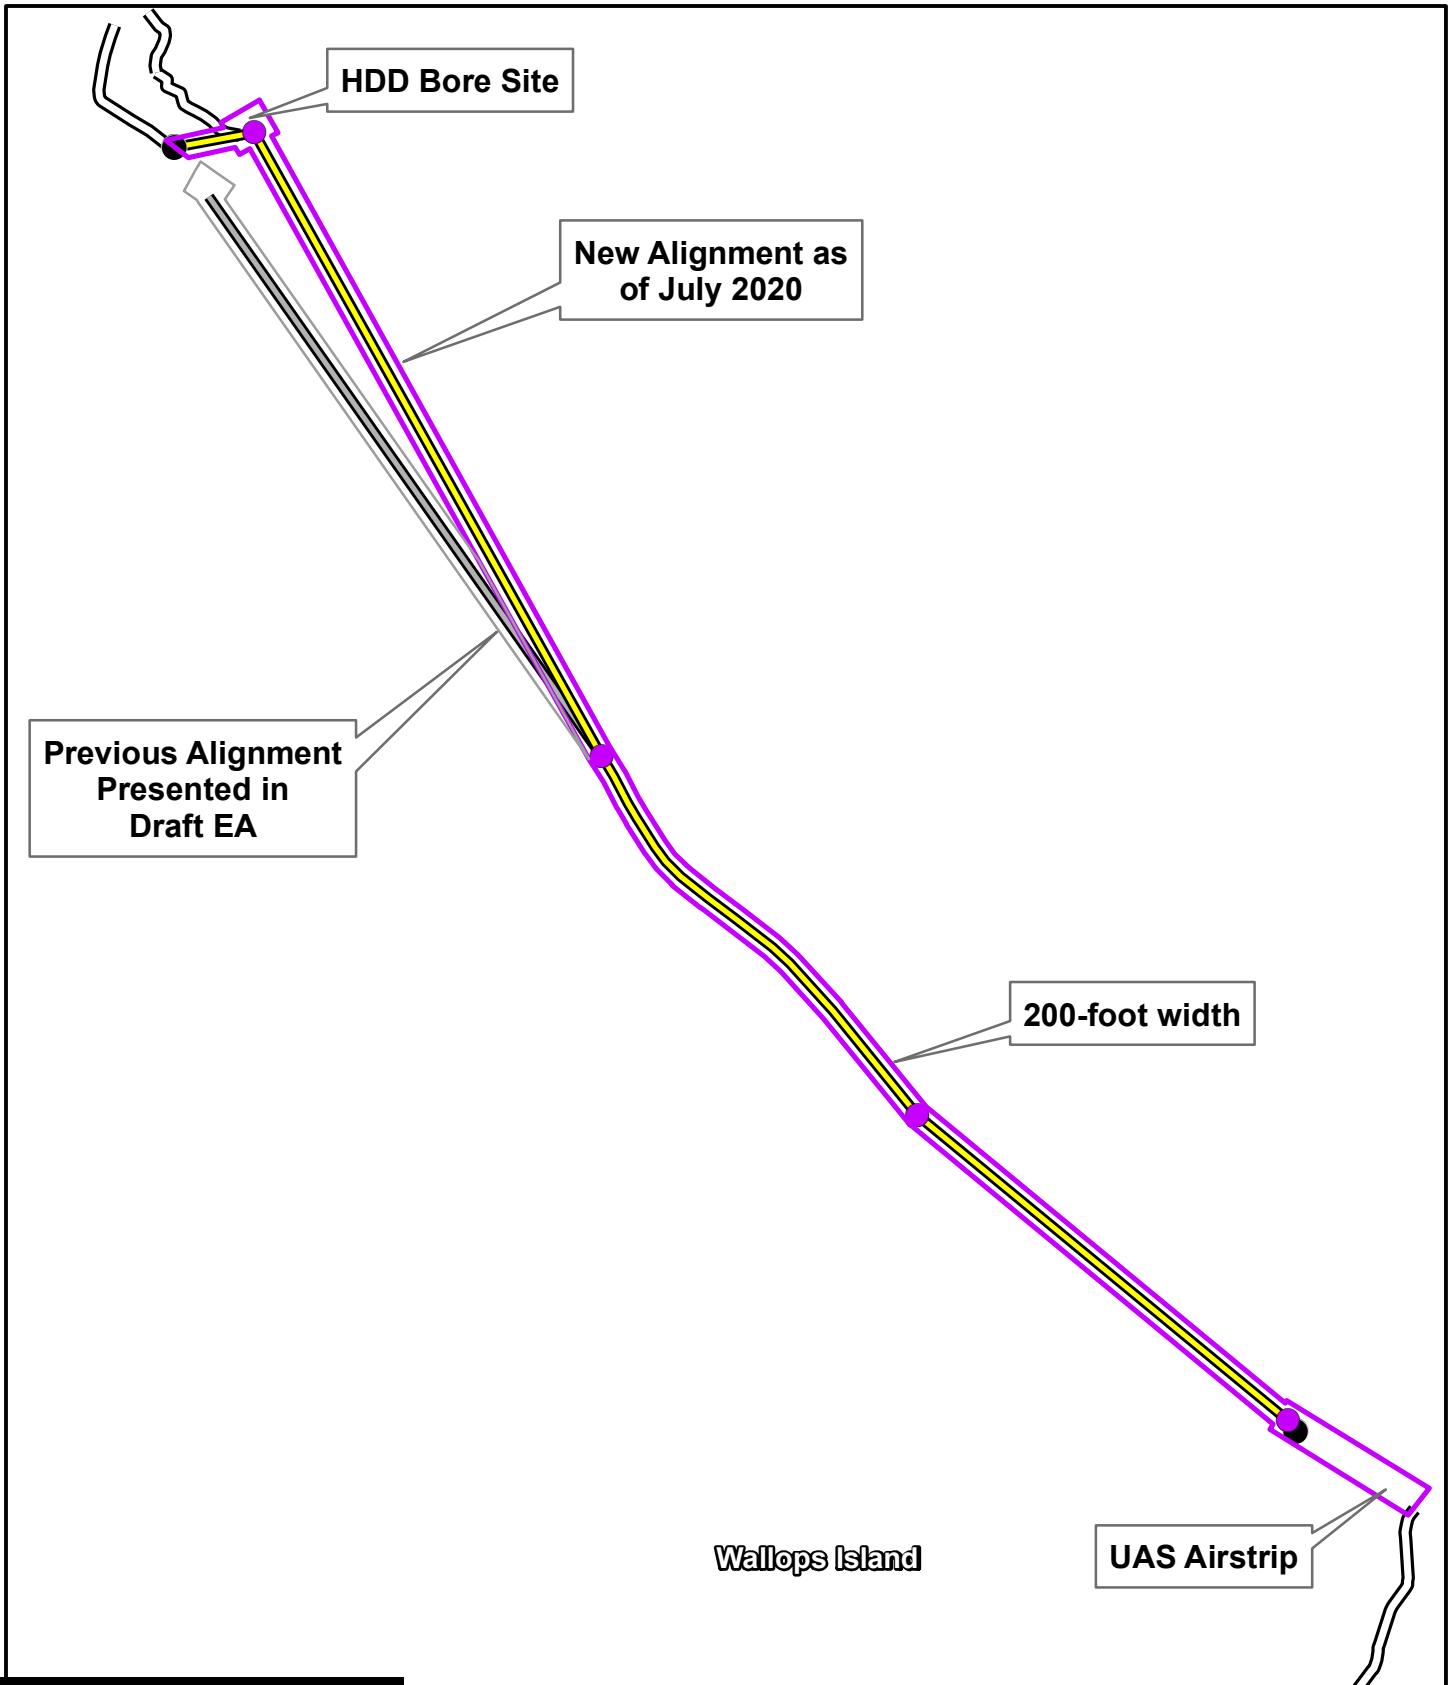 HDD Bore Site
New Alignment as
of July 2020
Previous Alignment
Presented in
Draft EA
200-foot width
Wallops Island
UAS Airstrip